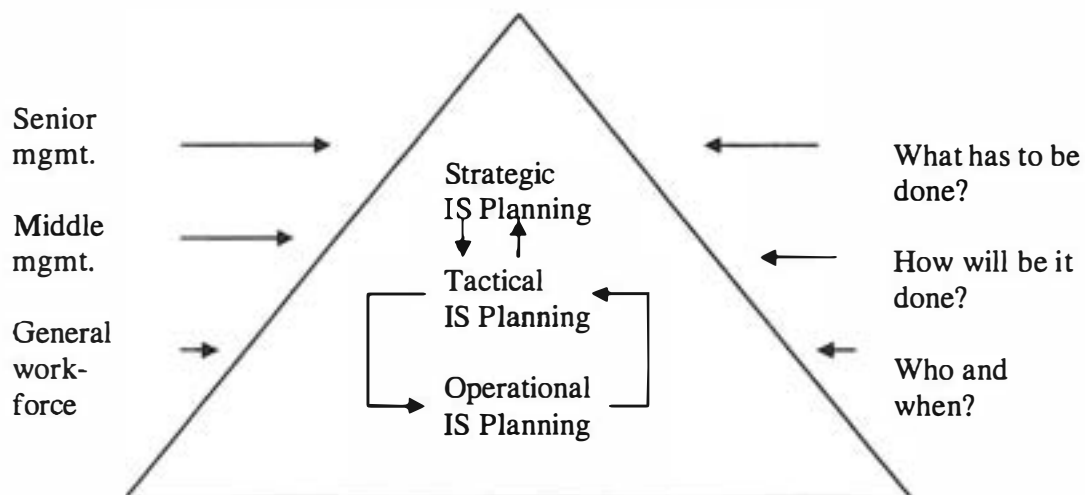 Senior
mgmt.
Middle
mgmt.
General
work-
force
Strategic
IS Planning
Tactical
IS Planning
Operational
IS Planning
What has to be
done?
How will be it
done?
Who and
when?